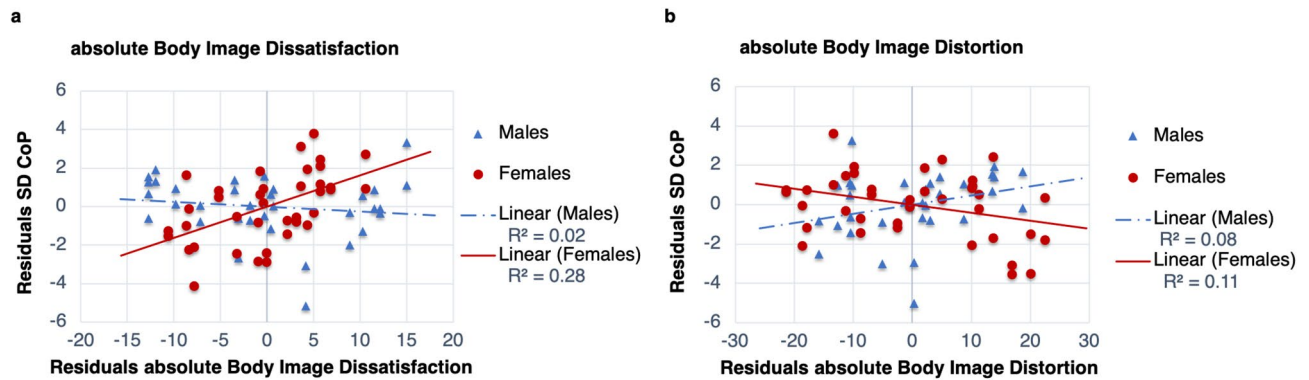 a
absolute Body Image Dissatisfaction
6
4
2
0
-2
-4
-6
-20 -15 -10 -5 0 5 10 15 20
Residuals SD CoP
Residuals absolute Body Image Dissatisfaction
Males
Females
Linear (Males)
R² = 0.02
Linear (Females)
R² = 0.28
b
absolute Body Image Distortion
6
4
2
0
-2
-4
-6
-30 -20 -10 0 10 20 30
Residuals SD CoP
Residuals absolute Body Image Distortion
Males
Females
Linear (Males)
R² = 0.08
Linear (Females)
R² = 0.11